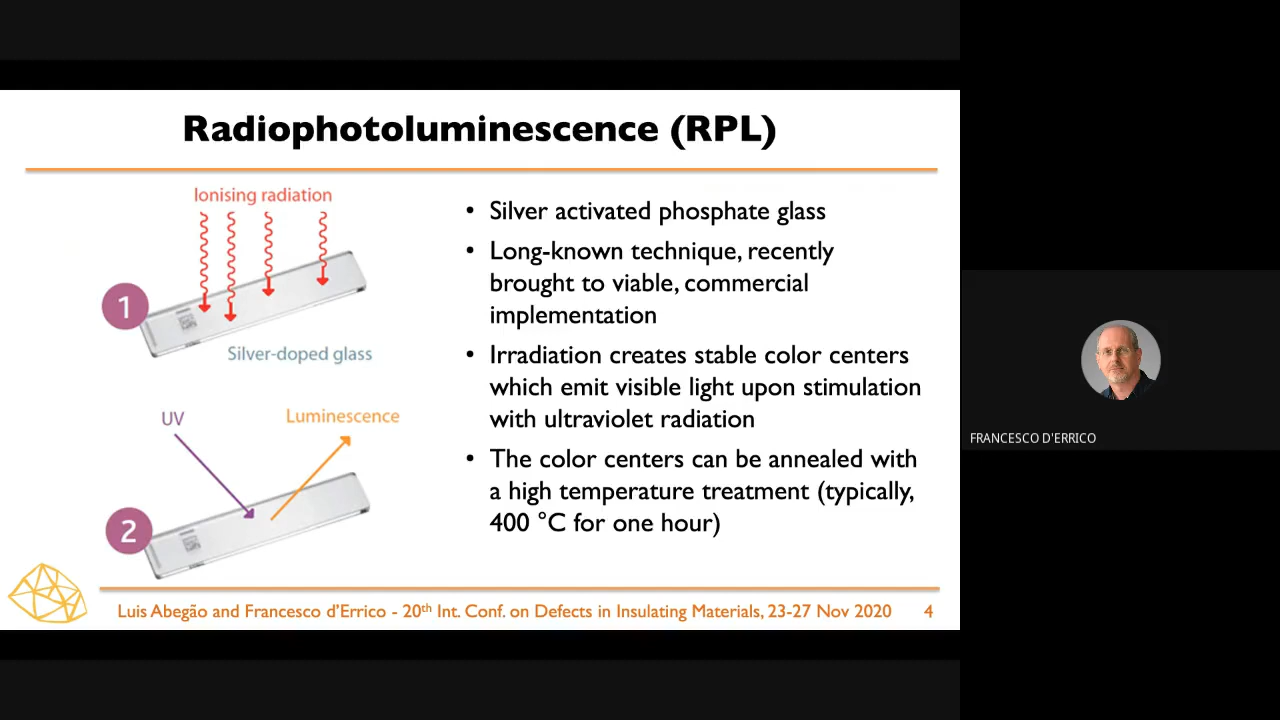 Radiophotoluminescence (RPL)
Ionising radiation
1
Silver-doped glass
UV
Luminescence
2
• Silver activated phosphate glass
• Long-known technique, recently
brought to viable, commercial
implementation
• Irradiation creates stable color centers
which emit visible light upon stimulation
with ultraviolet radiation
• The color centers can be annealed with
a high temperature treatment (typically,
400 °C for one hour)
Luis Abegão and Francesco d'Errico - 20th Int. Conf. on Defects in Insulating Materials, 23-27 Nov 2020 4
FRANCESCO D'ERRICO